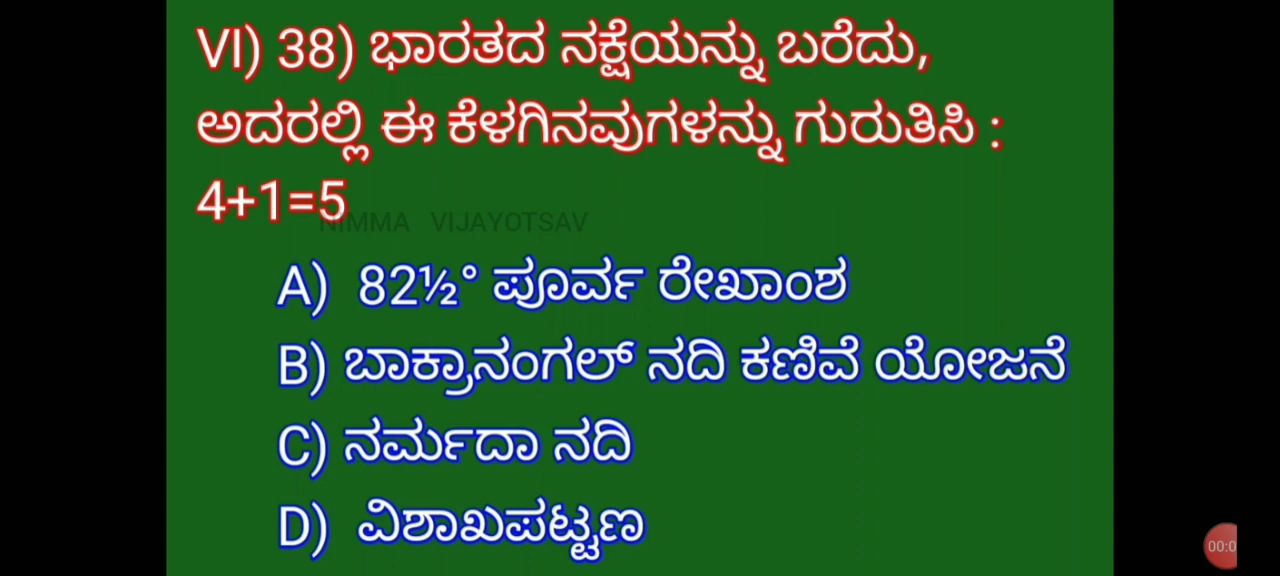 VI) 38) ಭಾರತದ ನಕ್ಷೆಯನ್ನು ಬರೆದು,
ಅದರಲ್ಲಿ ಈ ಕೆಳಗಿನವುಗಳನ್ನು ಗುರುತಿಸಿ :
4+1=5
NIMMA VIJAYOTSAV
A) 82½° ಪೂರ್ವ ರೇಖಾಂಶ
B) ಬಾಕ್ರಾನಂಗಲ್ ನದಿ ಕಣಿವೆ ಯೋಜನೆ
C) ನರ್ಮದಾ ನದಿ
D) ವಿಶಾಖಪಟ್ಟಣ
00:0